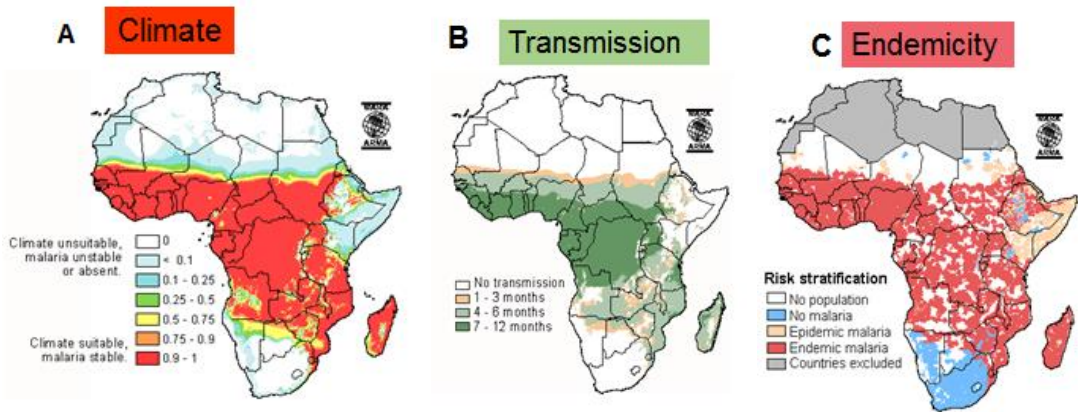 A Climate
MARA
ARMA
Climate unsuitable,
malaria unstable
or absent.
0
< 0.1
0.1 - 0.25
0.25 - 0.5
0.5 - 0.75
0.75 - 0.9
0.9 - 1
Climate suitable,
malaria stable.
B Transmission
MARA
ARMA
No transmission
1 - 3 months
4 - 6 months
7 - 12 months
C Endemicity
MARA
ARMA
Risk stratification
No population
No malaria
Epidemic malaria
Endemic malaria
Countries excluded